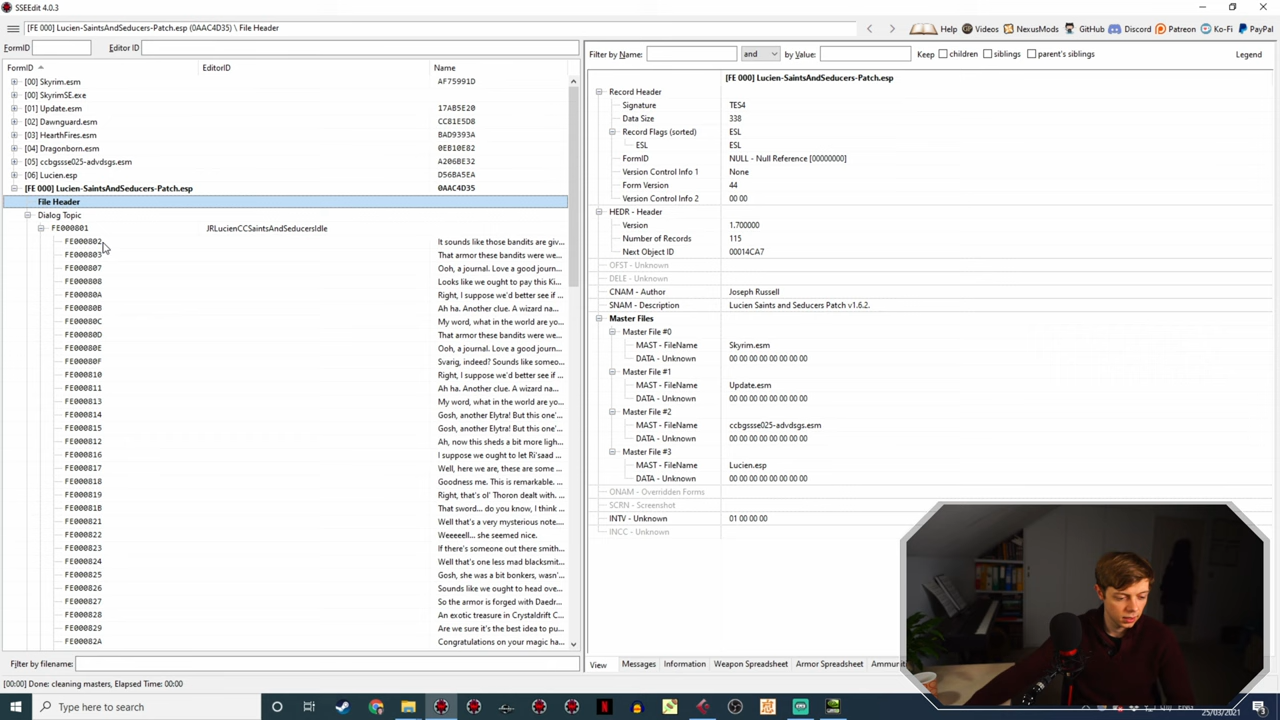 SSEEdit 4.0.3
[FE 000] Lucien-SaintsAndSeducers-Patch.esp (0AAC4D35) \ File Header
Help Videos NexusMods GitHub Discord Patreon Ko-Fi PayPal
FormID Editor ID
Filter by Name: and by Value: Keep children siblings parent's siblings Legend
FormID EditorID Name
[00] Skyrim.esm AF75991D
[00] SkyrimSE.exe
[01] Update.esm 17AB5E20
[02] Dawnguard.esm CC81E5D8
[03] HearthFires.esm BAD9393A
[04] Dragonborn.esm 0EB10E82
[05] ccbgssse025-advdsgs.esm A206BE32
[06] Lucien.esp D56BA5EA
[FE 000] Lucien-SaintsAndSeducers-Patch.esp 0AAC4D35
File Header
Dialog Topic
FE000801 JRLucienCCSaintsAndSeducersIdle
FE000802 It sounds like those bandits are giv...
FE000803 That armor these bandits were we...
FE000807 Ooh, a journal. Love a good journ...
FE000808 Looks like we ought to pay this Ki...
FE00080A Right, I suppose we'd better see if ...
FE00080B Ah ha. Another clue. A wizard na...
FE00080C My word, what in the world are yo...
FE00080D That armor these bandits were we...
FE00080E Ooh, a journal. Love a good journ...
FE00080F Svarig, indeed? Sounds like someo...
FE000810 Right, I suppose we'd better see if ...
FE000811 Ah ha. Another clue. A wizard na...
FE000813 My word, what in the world are yo...
FE000814 Gosh, another Elytra! But this one'...
FE000815 Gosh, another Elytra! But this one'...
FE000812 Ah, now this sheds a bit more ligh...
FE000816 I suppose we ought to let Ri'saad ...
FE000817 Well, here we are, these are some ...
FE000818 Goodness me. This is remarkable. ...
FE000819 Right, that's ol' Thoron dealt with. ...
FE00081B That sword... do you know, I think ...
FE000821 Well that's a very mysterious note...
FE000822 Weeeeell... she seemed nice.
FE000823 If there's someone out there smith...
FE000824 Well that's one less mad blacksmith...
FE000825 Gosh, she was a bit bonkers, wasn'...
FE000826 Sounds like we ought to head ove...
FE000827 So the armor is forged with Daedr...
FE000828 An exotic treasure in Crystaldrift C...
FE000829 Are we sure it's the best idea to pu...
FE00082A Congratulations on your magic ha...
Filter by filename:
[00:00] Done: cleaning masters, Elapsed Time: 00:00
[FE 000] Lucien-SaintsAndSeducers-Patch.esp
Record Header
Signature TES4
Data Size 338
Record Flags (sorted) ESL
ESL ESL
FormID NULL - Null Reference [00000000]
Version Control Info 1 None
Form Version 44
Version Control Info 2 00 00
HEDR - Header
Version 1.700000
Number of Records 115
Next Object ID 00014CA7
OFST - Unknown
DELE - Unknown
CNAM - Author Joseph Russell
SNAM - Description Lucien Saints and Seducers Patch v1.6.2.
Master Files
Master File #0
MAST - FileName Skyrim.esm
DATA - Unknown 00 00 00 00 00 00 00 00
Master File #1
MAST - FileName Update.esm
DATA - Unknown 00 00 00 00 00 00 00 00
Master File #2
MAST - FileName ccbgssse025-advdsgs.esm
DATA - Unknown 00 00 00 00 00 00 00 00
Master File #3
MAST - FileName Lucien.esp
DATA - Unknown 00 00 00 00 00 00 00 00
ONAM - Overridden Forms
SCRN - Screenshot
INTV - Unknown 01 00 00 00
INCC - Unknown
View Messages Information Weapon Spreadsheet Armor Spreadsheet Ammuni
Type here to search
25/03/2021